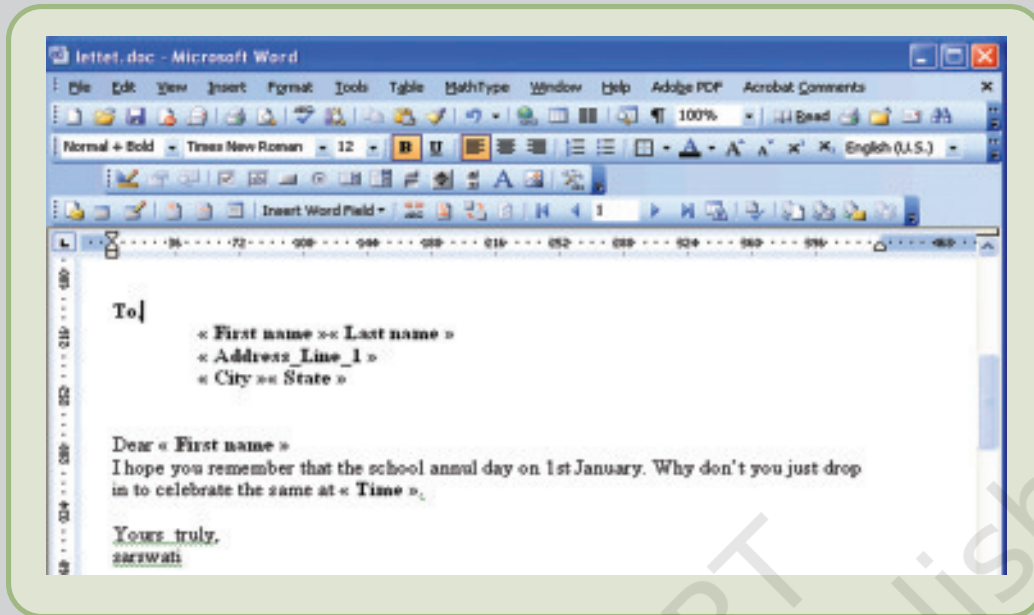 lettet.doc - Microsoft Word
File Edit View Insert Format Tools Table MathType Window Help Adobe PDF Acrobat Comments
100% Read
Normal + Bold Times New Roman 12 B U English (U.S.)
Insert Word Field 1
To,
« First name »« Last name »
« Address_Line_1 »
« City »« State »
Dear « First name »
I hope you remember that the school annul day on 1st January. Why don't you just drop
in to celebrate the same at « Time ».
Yours truly,
sarswati